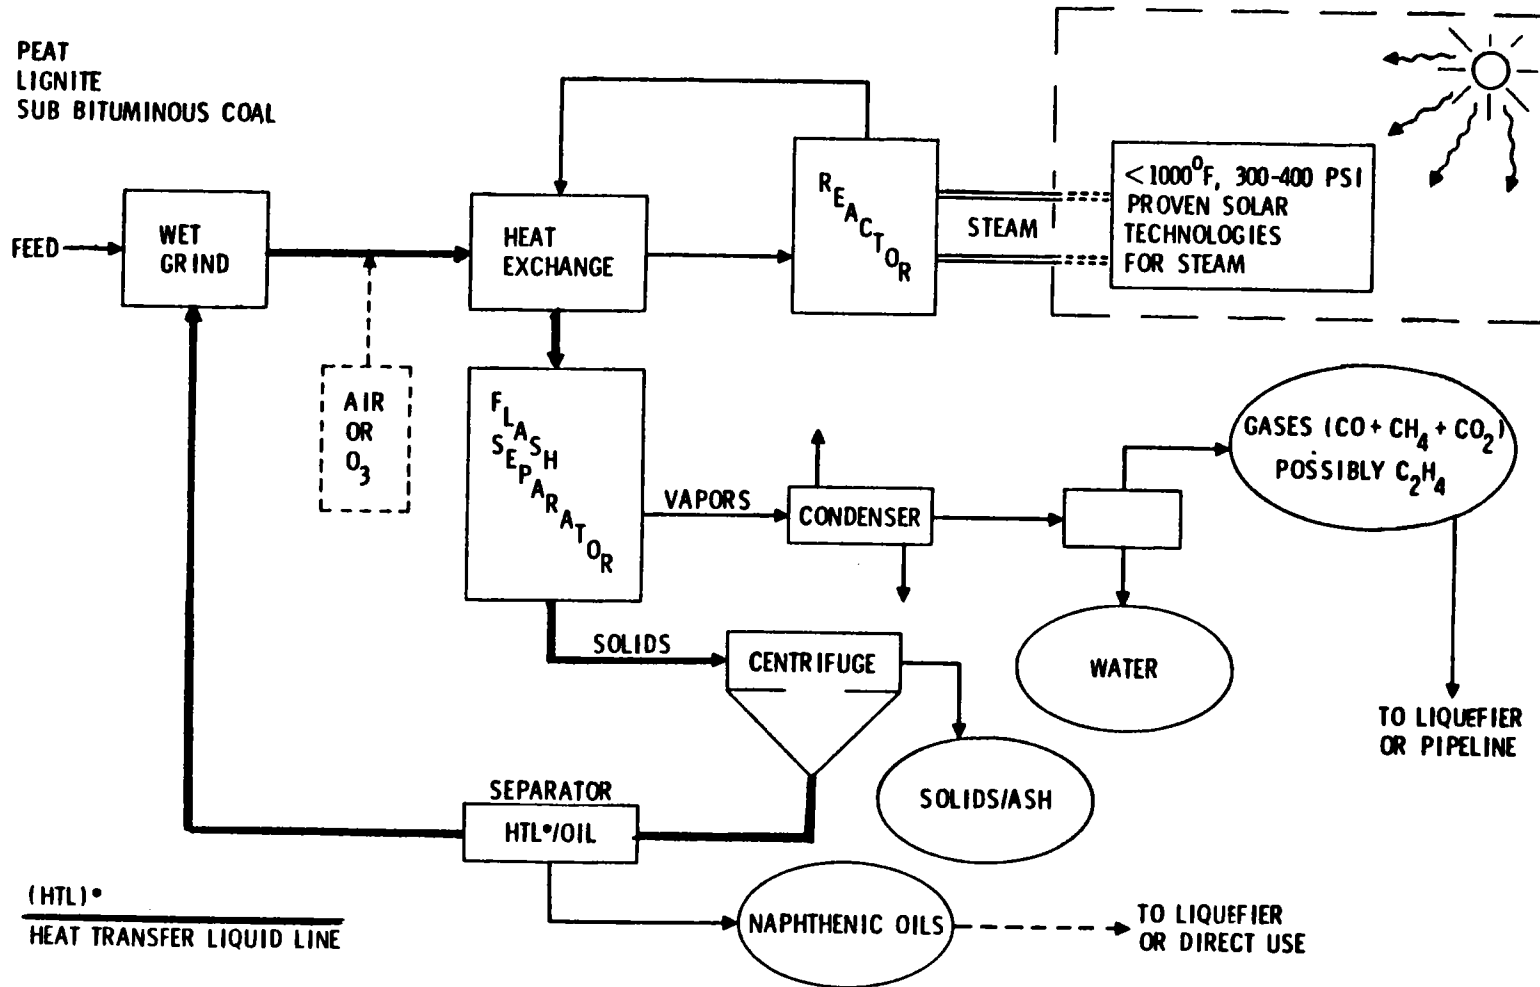 PEAT
LIGNITE
SUB BITUMINOUS COAL
FEED
WET
GRIND
HEAT
EXCHANGE
REACTOR
STEAM
<1000°F, 300-400 PSI
PROVEN SOLAR
TECHNOLOGIES
FOR STEAM
AIR
OR
O₃
FLASH
SEPARATOR
VAPORS
CONDENSER
GASES (CO + CH₄ + CO₂)
POSSIBLY C₂H₄
WATER
TO LIQUEFIER
OR PIPELINE
SOLIDS
CENTRIFUGE
SOLIDS/ASH
SEPARATOR
HTL*/OIL
NAPHTHENIC OILS
TO LIQUEFIER
OR DIRECT USE
(HTL)*
HEAT TRANSFER LIQUID LINE